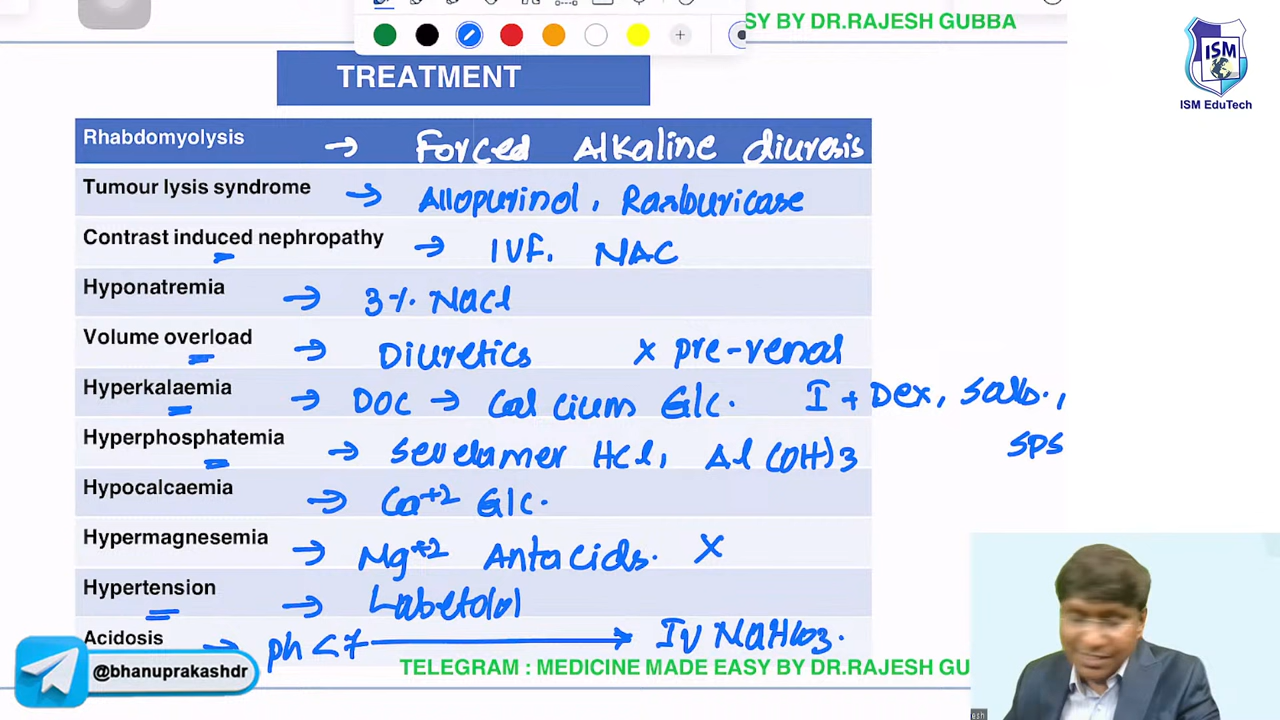 SY BY DR.RAJESH GUBBA
ISM
ISM EduTech
TREATMENT
Rhabdomyolysis → Forced Alkaline diuresis
Tumour lysis syndrome → Allopurinol, Rasburicase
Contrast induced nephropathy → IVF. NAC
Hyponatremia → 3%. NaCl
Volume overload → Diuretics x pre-renal
Hyperkalaemia → DOC → Calcium Glc. I + Dex, Salb.,
SPS
Hyperphosphatemia → Sevelamer HCl, Al(OH)3
Hypocalcaemia → Ca+2 Glc.
Hypermagnesemia → Mg+2 Antacids. X
Hypertension → Labetolol
Acidosis → ph <7 → IV NaHCO3.
@bhanuprakashdr
TELEGRAM : MEDICINE MADE EASY BY DR.RAJESH GU
esh